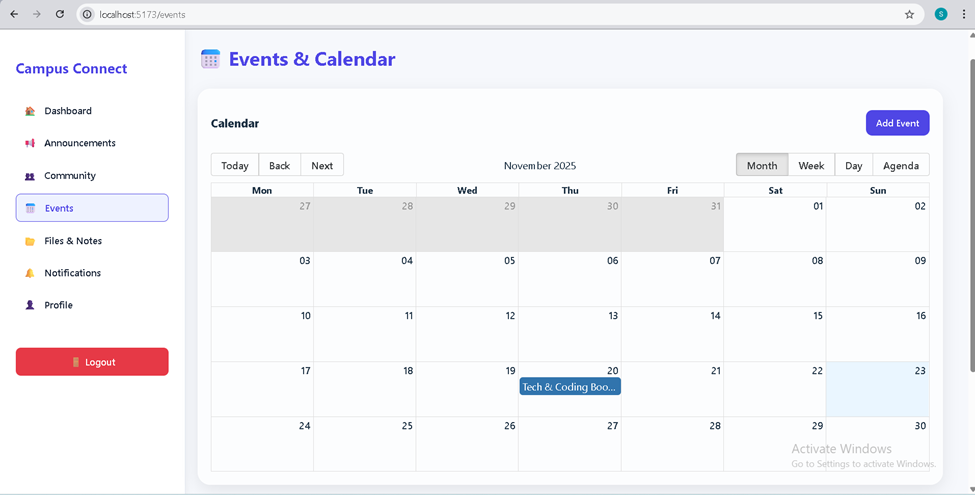 localhost:5173/events
S
Campus Connect
Dashboard
Announcements
Community
Events
Files & Notes
Notifications
Profile
Logout
Events & Calendar
Calendar
Add Event
Today Back Next
November 2025
Month Week Day Agenda
Mon Tue Wed Thu Fri Sat Sun
27 28 29 30 31 01 02
03 04 05 06 07 08 09
10 11 12 13 14 15 16
17 18 19 20 21 22 23
Tech & Coding Boo...
24 25 26 27 28 29 30
Activate Windows
Go to Settings to activate Windows.